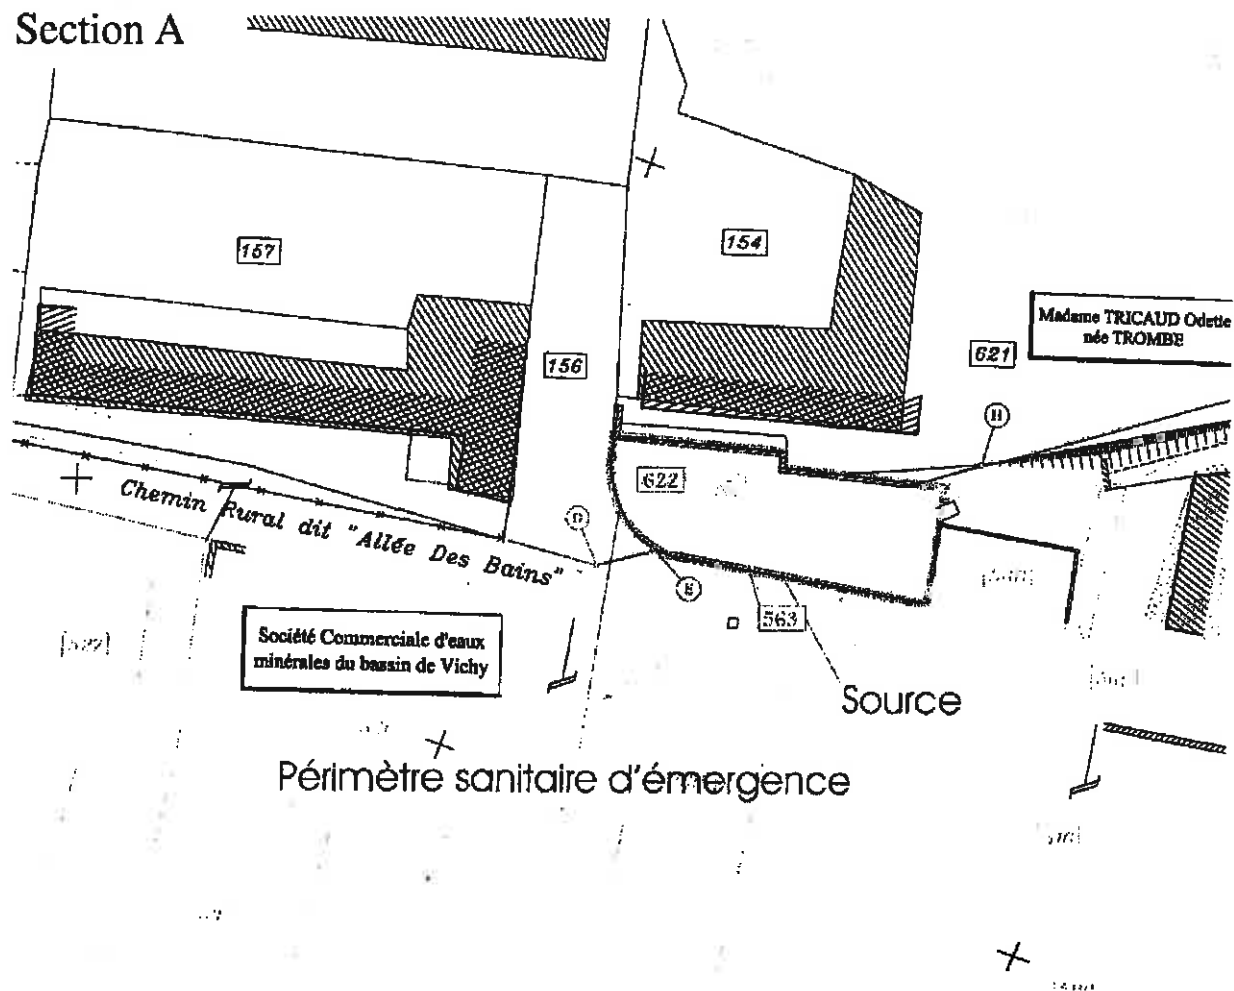 Section A
157
154
Madame TRICAUD Odette
née TROMBE
621
156
H
622
Chemin Rural dit "Allée Des Bains"
E
563
Société Commerciale d'eaux
minérales du bassin de Vichy
Source
Périmètre sanitaire d'émergence